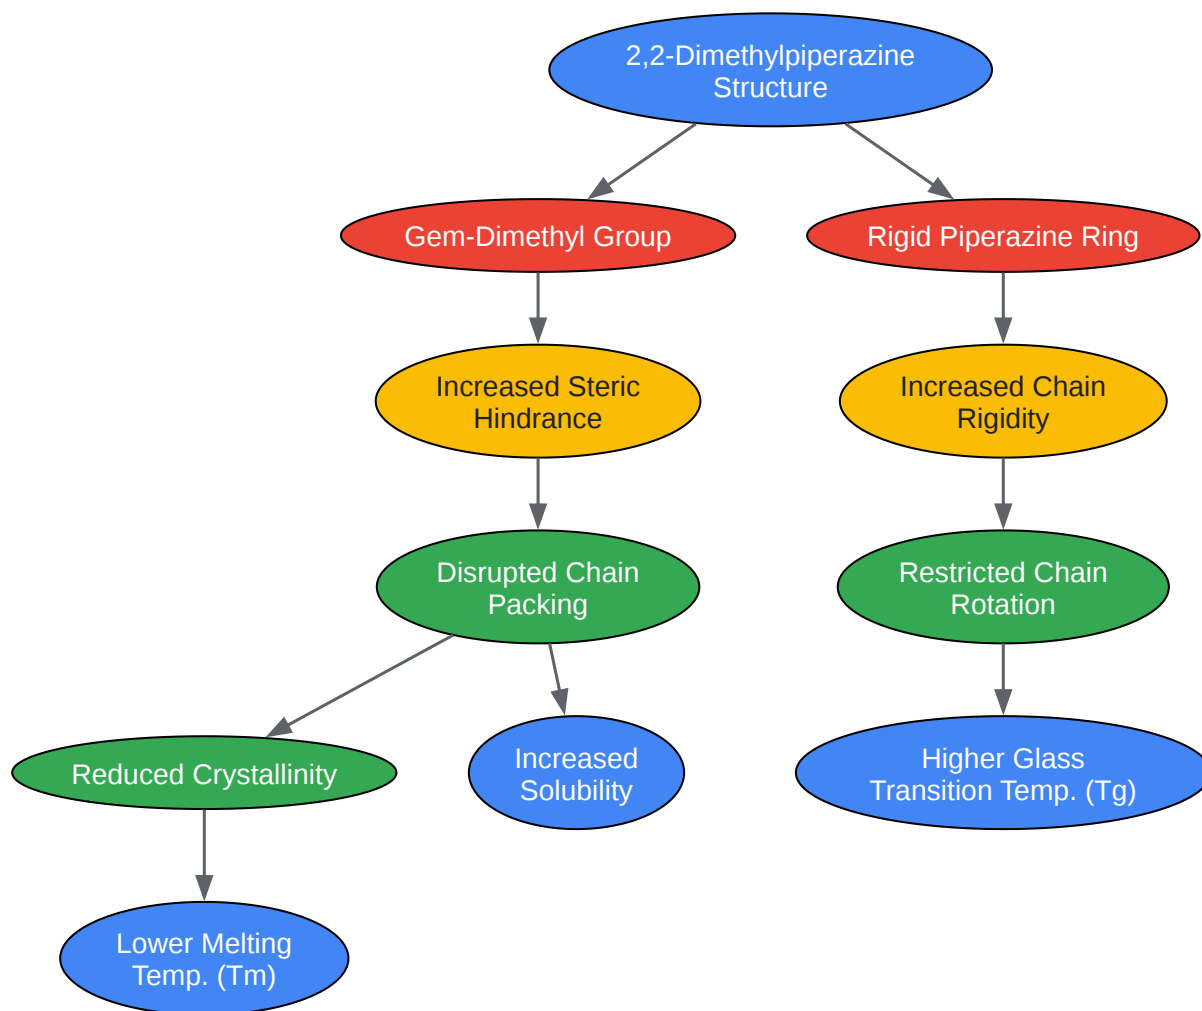 2,2-Dimethylpiperazine
Structure
Gem-Dimethyl Group
Rigid Piperazine Ring
Increased Steric
Hindrance
Increased Chain
Rigidity
Disrupted Chain
Packing
Restricted Chain
Rotation
Reduced Crystallinity
Increased
Solubility
Higher Glass
Transition Temp. (Tg)
Lower Melting
Temp. (Tm)